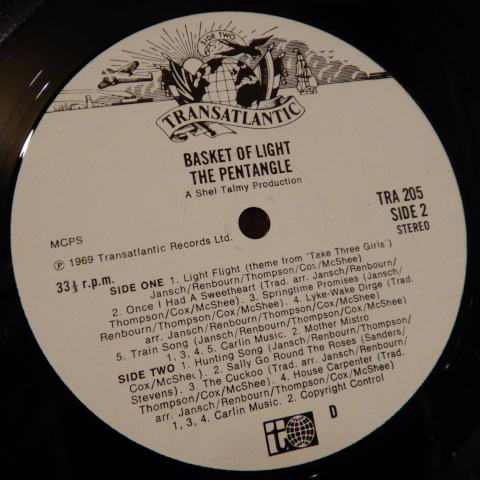 SIDE TWO
TRANSATLANTIC
BASKET OF LIGHT
THE PENTANGLE
A Shel Talmy Production
TRA 205
SIDE 2
STEREO
MCPS
℗ 1969 Transatlantic Records Ltd.
33⅓ r.p.m.
SIDE ONE 1. Light Flight (theme from 'Take Three Girls')
Jansch/Renbourn/Thompson/Cox/McShee)
2. Once I Had A Sweetheart (Trad. arr. Jansch/Renbourn/
Thompson/Cox/McShee). 3. Springtime Promises (Jansch/
Renbourn/Thompson/Cox/McShee). 4. Lyke-Wake Dirge (Trad.
arr. Jansch/Renbourn/Thompson/Cox/McShee)
5. Train Song (Jansch/Renbourn/Thompson/Cox/McShee)
1, 3, 4, 5. Carlin Music. 2. Mother Mistro
SIDE TWO 1. Hunting Song (Jansch/Renbourn/Thompson/
Cox/McShee). 2. Sally Go Round The Roses (Sanders/
Stevens). 3. The Cuckoo (Trad. arr. Jansch/Renbourn/
Thompson/Cox/McShee). 4. House Carpenter (Trad.
arr. Jansch/Renbourn/Thompson/Cox/McShee)
1, 3, 4. Carlin Music. 2. Copyright Control
it
D